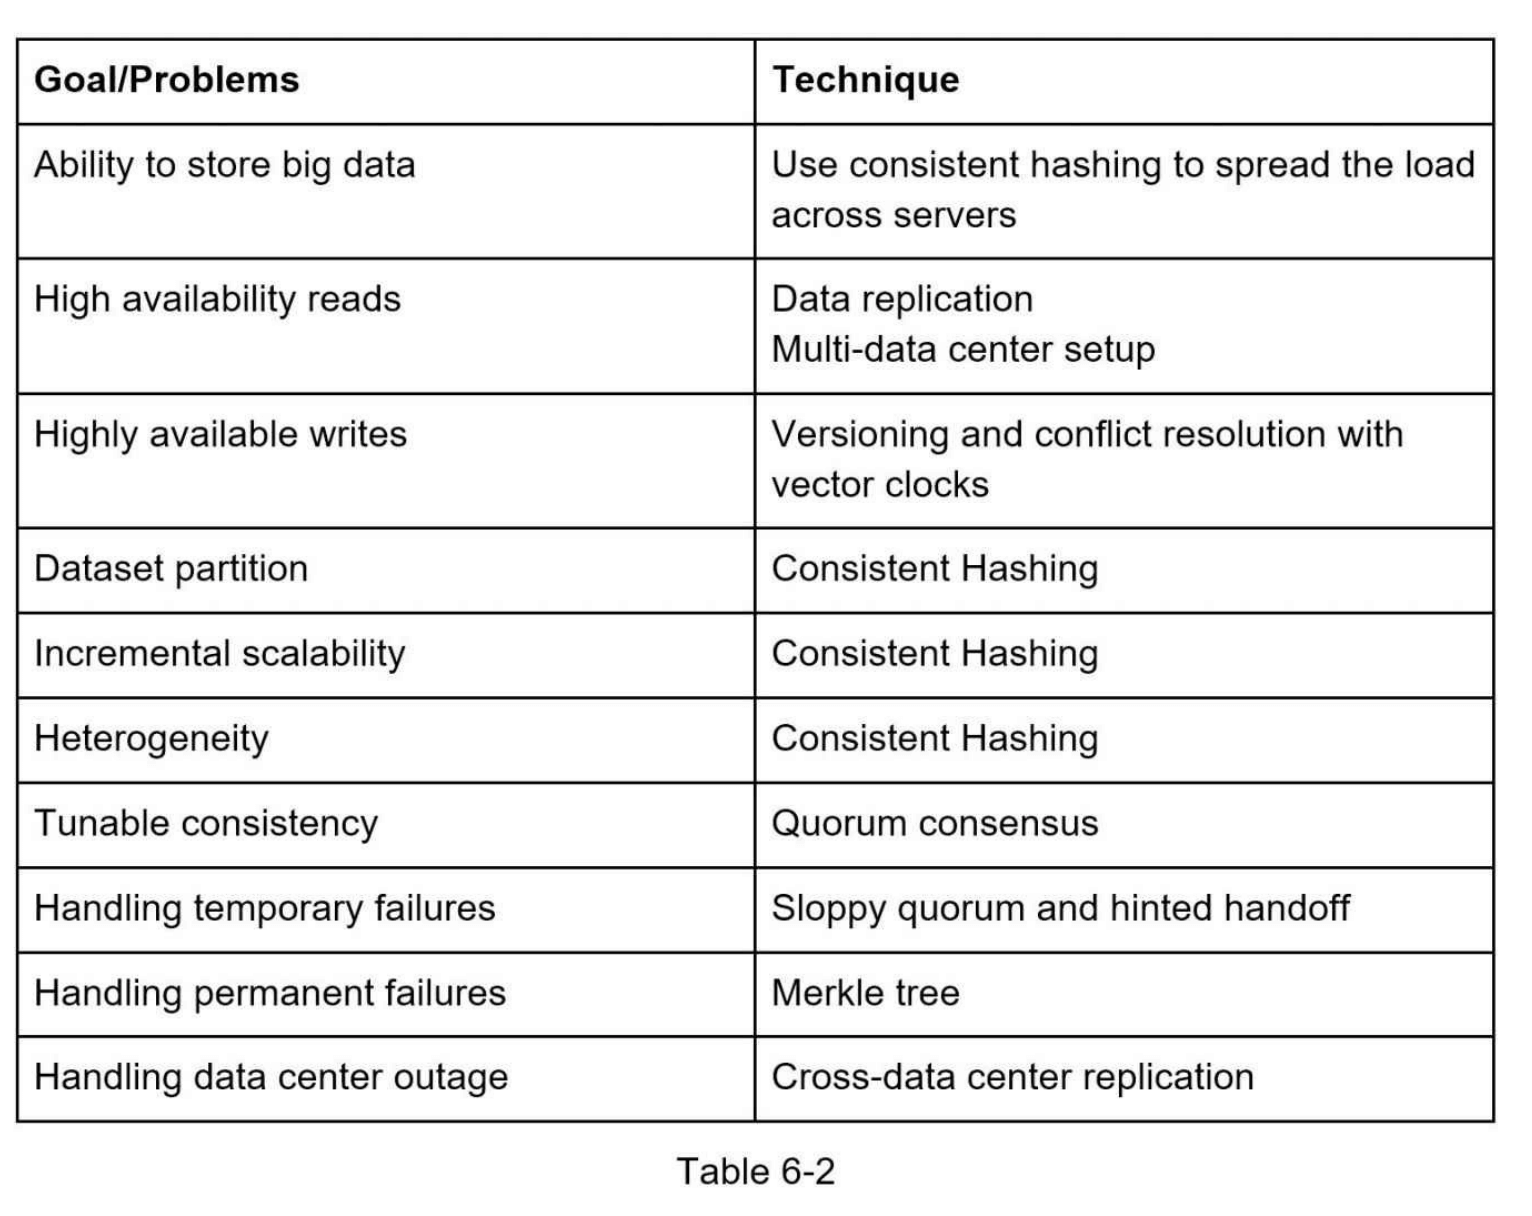 Goal/Problems
Technique
Ability to store big data
Use consistent hashing to spread the load
across servers
High availability reads
Data replication
Multi-data center setup
Highly available writes
Versioning and conflict resolution with
vector clocks
Dataset partition
Consistent Hashing
Incremental scalability
Consistent Hashing
Heterogeneity
Consistent Hashing
Tunable consistency
Quorum consensus
Handling temporary failures
Sloppy quorum and hinted handoff
Handling permanent failures
Merkle tree
Handling data center outage
Cross-data center replication
Table 6-2